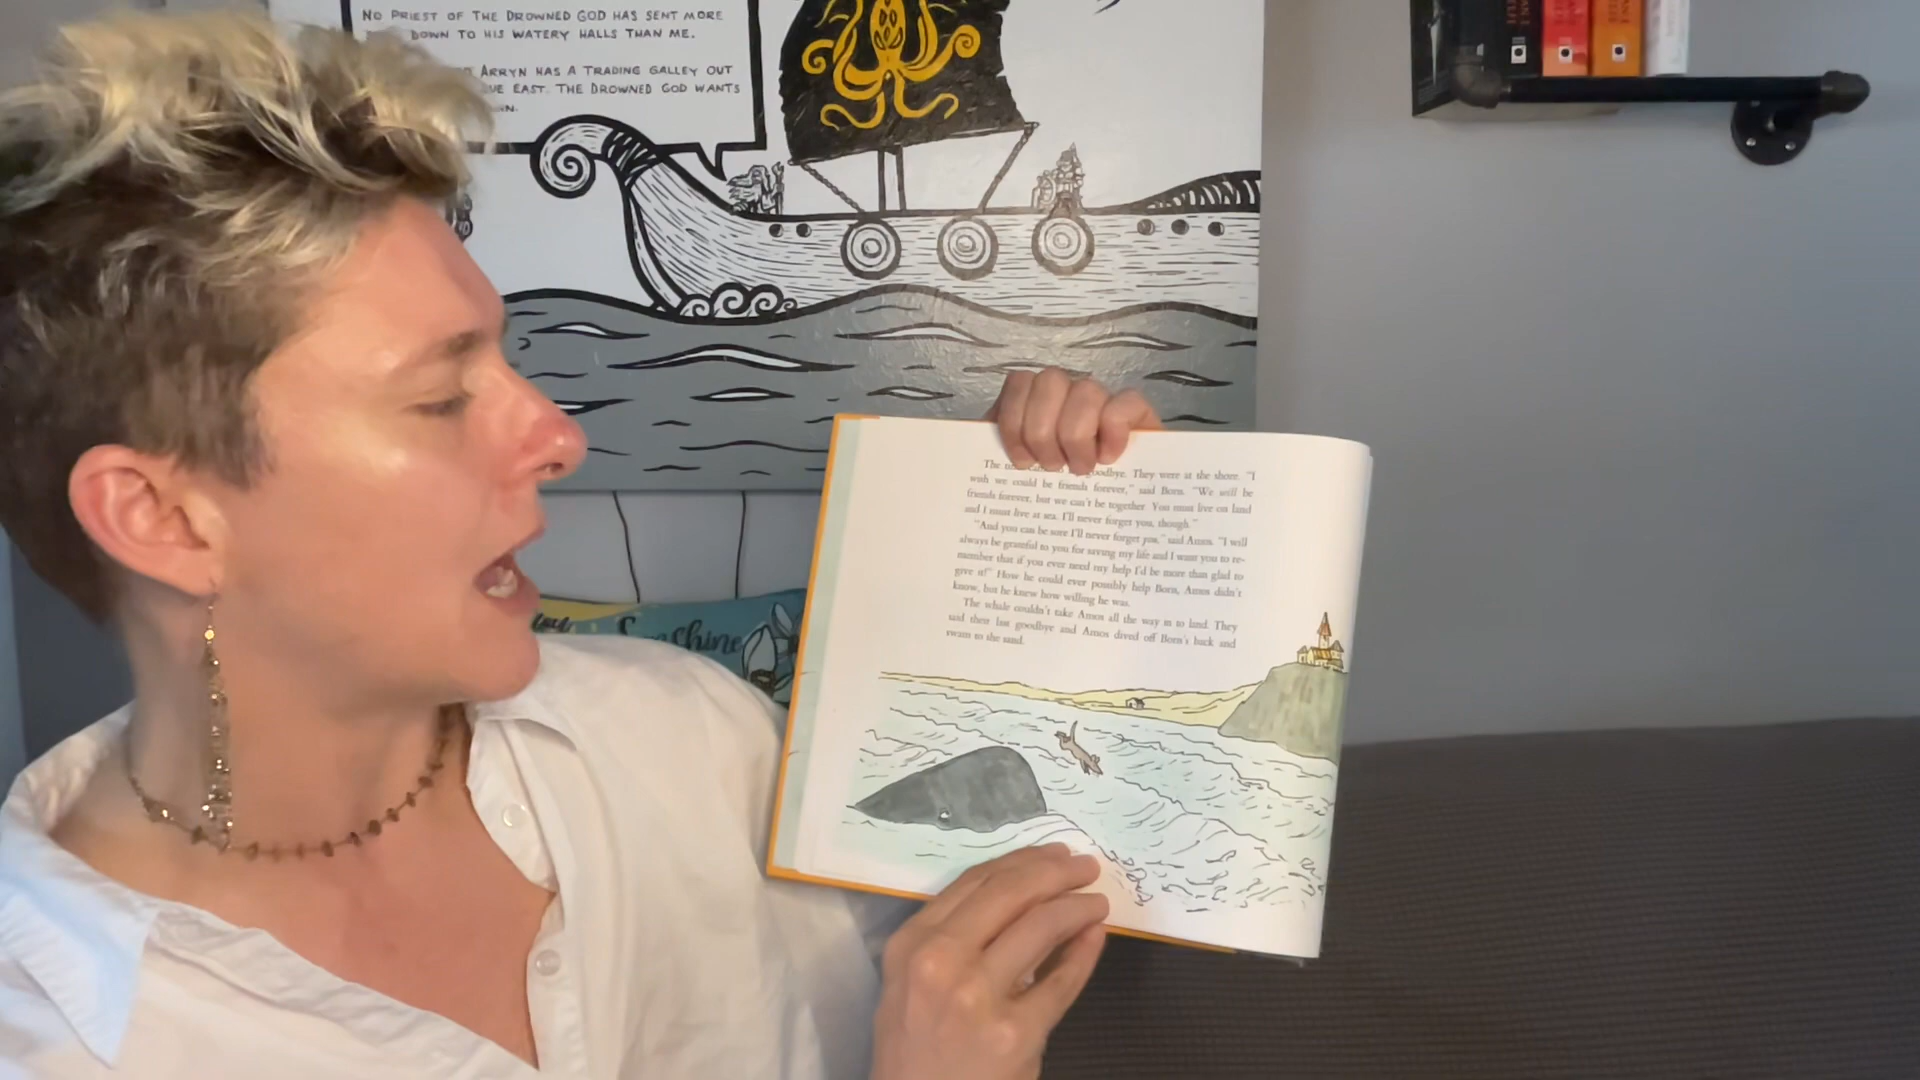 NO PRIEST OF THE DROWNED GOD HAS SENT MORE
DOWN TO HIS WATERY HALLS THAN ME.
ARRYN HAS A TRADING GALLEY OUT
EAST. THE DROWNED GOD WANTS
you
Sunshine
The goodbye. They were at the shore. "I
wish we could be friends forever," said Boris. "We will be
friends forever, but we can't be together. You must live on land
and I must live at sea. I'll never forget you, though."
"And you can be sure I'll never forget you," said Amos. "I will
always be grateful to you for saving my life and I want you to re-
member that if you ever need my help I'd be more than glad to
give it!" How he could ever possibly help Boris, Amos didn't
know, but he knew how willing he was.
The whale couldn't take Amos all the way in to land. They
said their last goodbye and Amos dived off Boris's back and
swam to the sand.